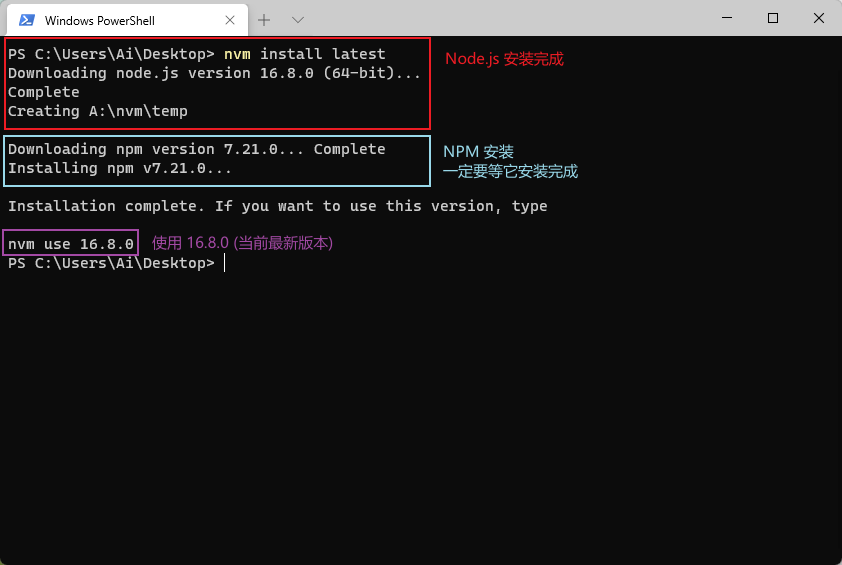 Windows PowerShell
PS C:\Users\Ai\Desktop> nvm install latest
Node.js 安装完成
Downloading node.js version 16.8.0 (64-bit)...
Complete
Creating A:\nvm\temp
Downloading npm version 7.21.0... Complete
NPM 安装
Installing npm v7.21.0...
一定要等它安装完成
Installation complete. If you want to use this version, type
nvm use 16.8.0
使用 16.8.0 (当前最新版本)
PS C:\Users\Ai\Desktop>